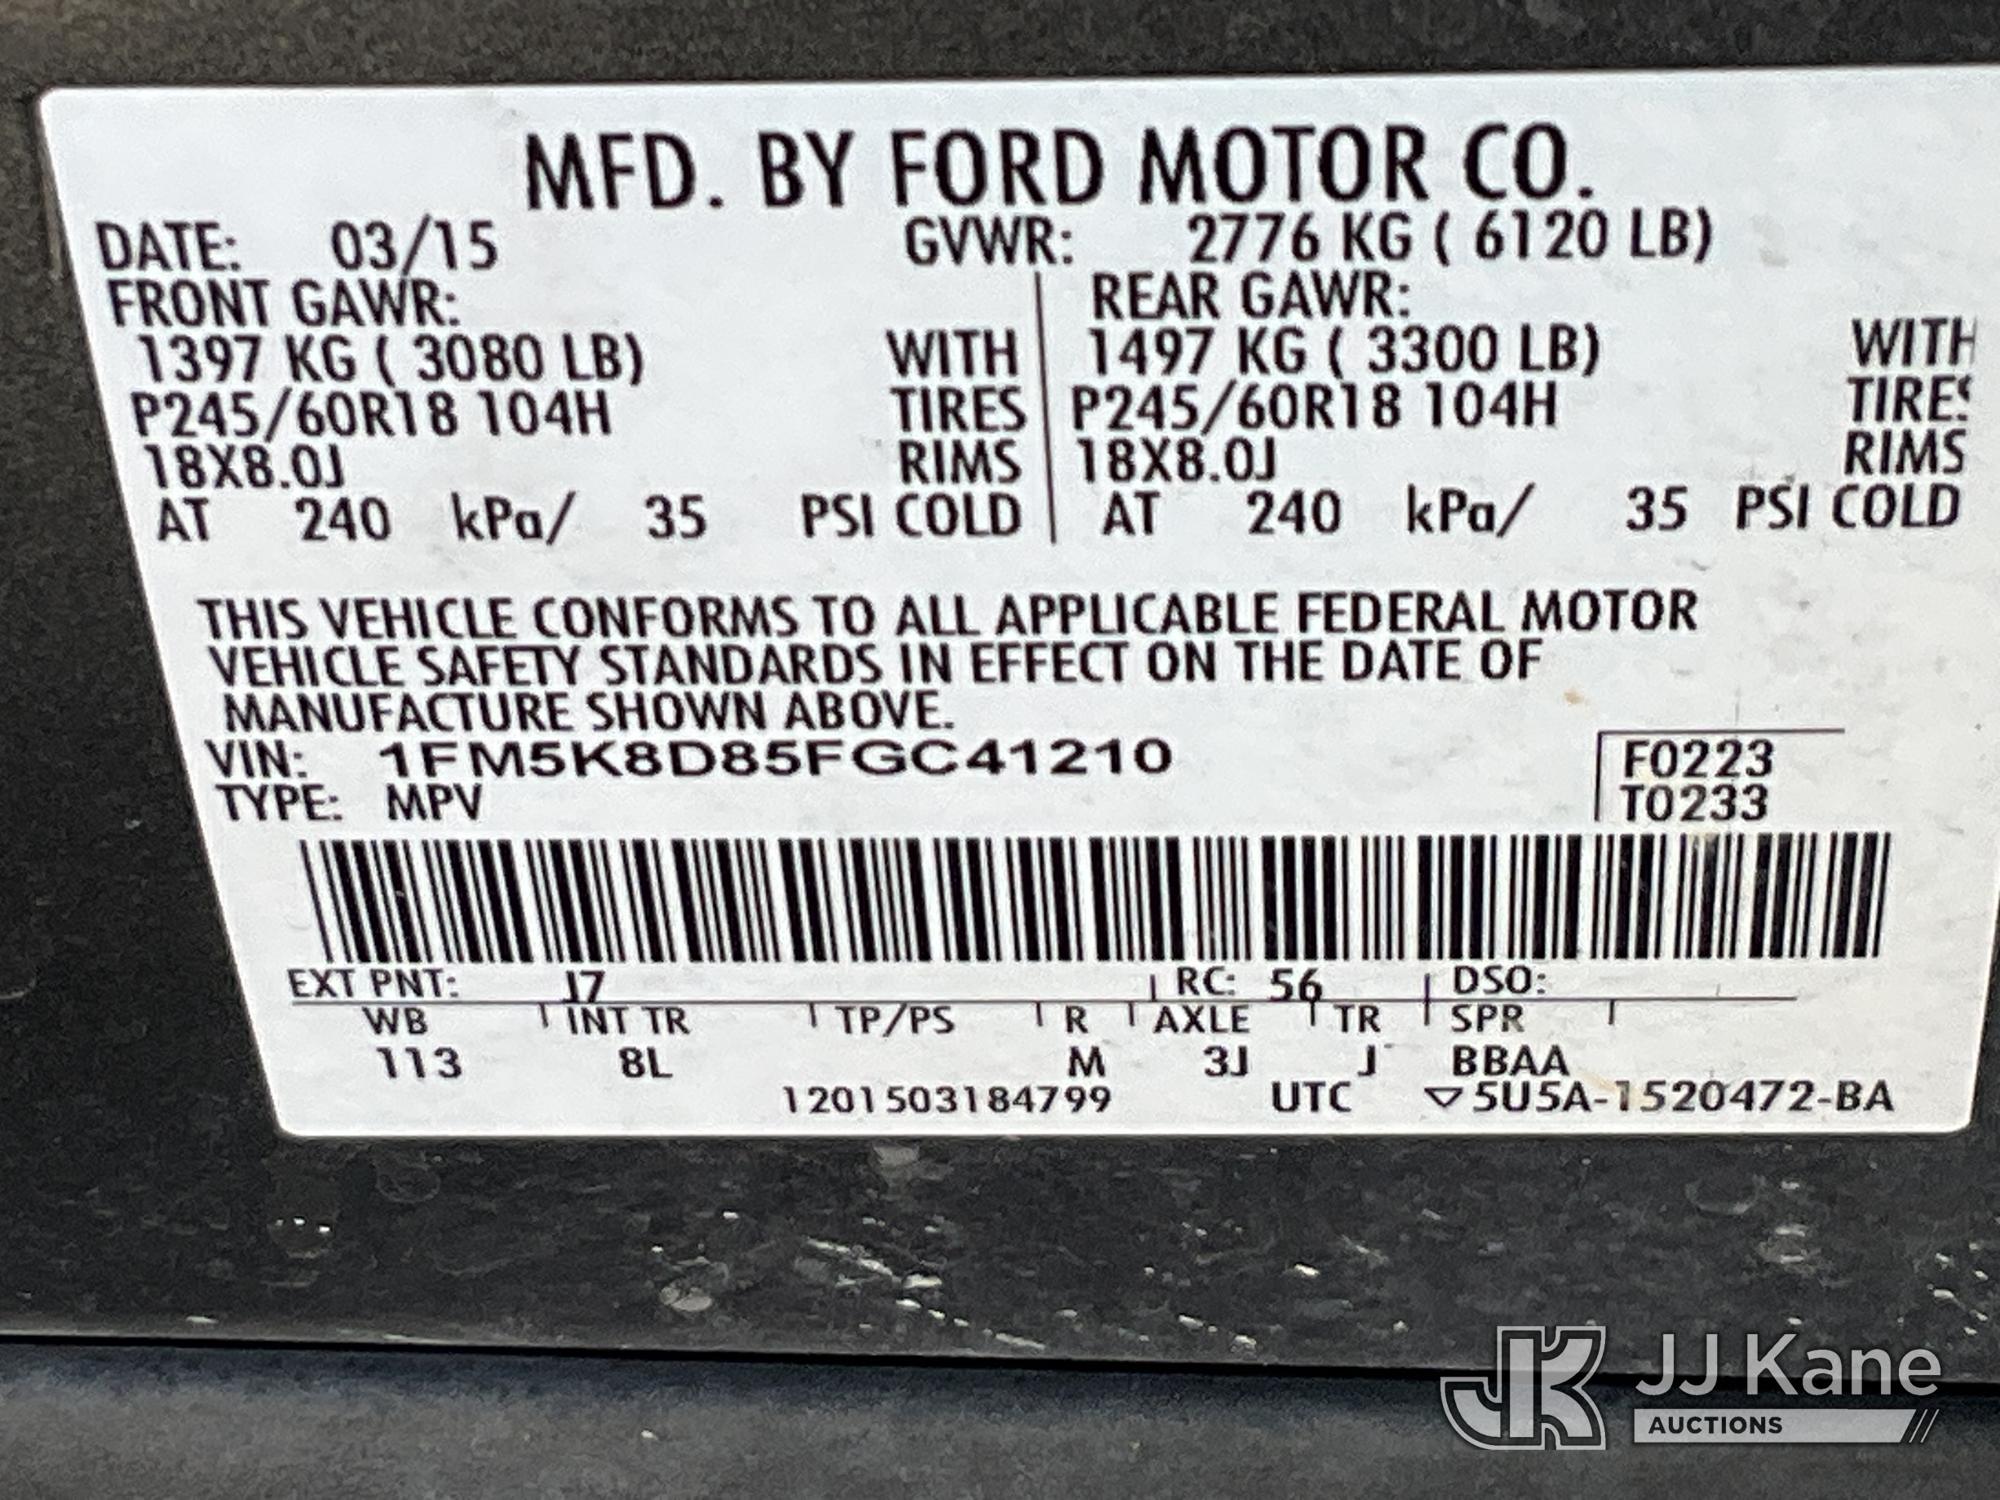 MFD. BY FORD MOTOR CO.
DATE: 03/15 GVWR: 2776 KG ( 6120 LB)
FRONT GAWR: REAR GAWR:
1397 KG ( 3080 LB) WITH 1497 KG ( 3300 LB) WITH
P245/60R18 104H TIRES P245/60R18 104H TIRES
18X8.0J RIMS 18X8.0J RIMS
AT 240 kPa/ 35 PSI COLD AT 240 kPa/ 35 PSI COLD
THIS VEHICLE CONFORMS TO ALL APPLICABLE FEDERAL MOTOR
VEHICLE SAFETY STANDARDS IN EFFECT ON THE DATE OF
MANUFACTURE SHOWN ABOVE.
VIN: 1FM5K8D85FGC41210 F0223
TYPE: MPV T0233
EXT PNT: J7 RC: 56 DSO:
WB INT TR TP/PS R AXLE TR SPR
113 8L M 3J J BBAA
1201503184799 UTC ▽5U5A-1520472-BA
JK JJ Kane
AUCTIONS